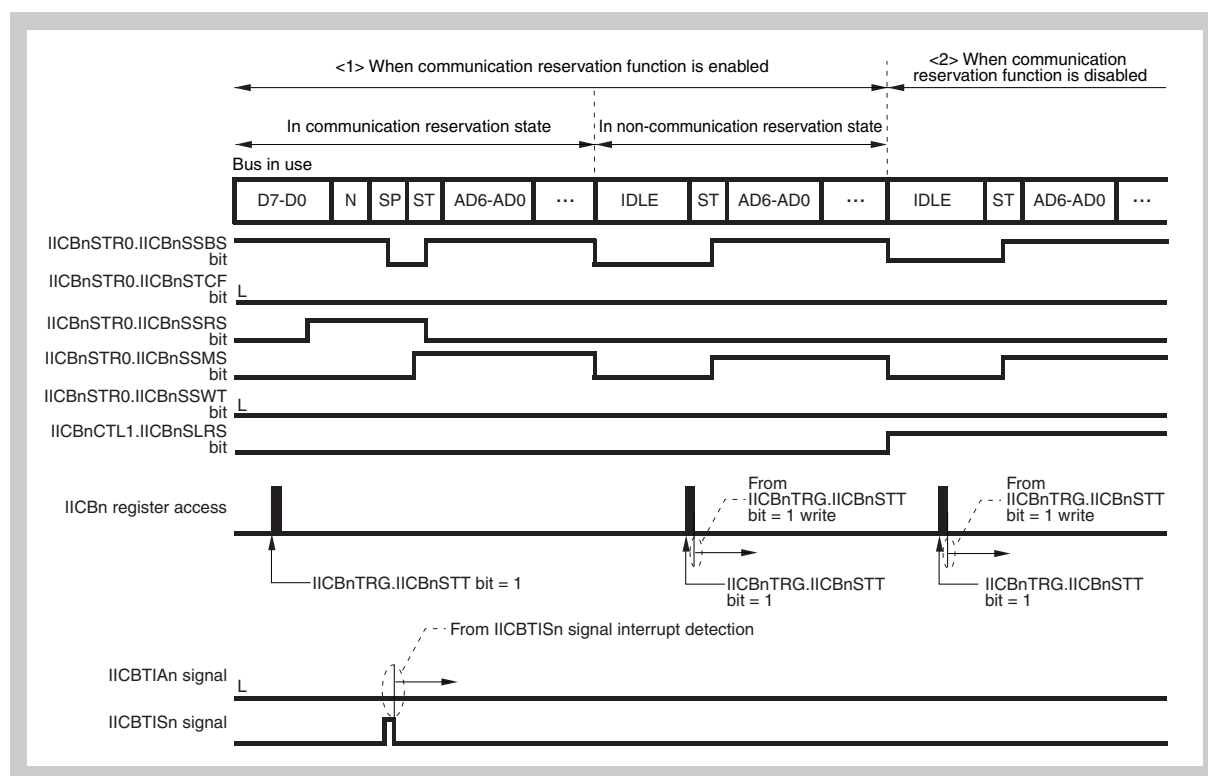 <1> When communication reservation function is enabled
<2> When communication
reservation function is disabled
In communication reservation state
In non-communication reservation state
Bus in use
D7-D0 N SP ST AD6-AD0 ... IDLE ST AD6-AD0 ... IDLE ST AD6-AD0 ...
IICBnSTR0.IICBnSSBS
bit
IICBnSTR0.IICBnSTCF
bit
L
IICBnSTR0.IICBnSSRS
bit
IICBnSTR0.IICBnSSMS
bit
IICBnSTR0.IICBnSSWT
bit
L
IICBnCTL1.IICBnSLRS
bit
IICBn register access
From
IICBnTRG.IICBnSTT
bit = 1 write
From
IICBnTRG.IICBnSTT
bit = 1 write
IICBnTRG.IICBnSTT bit = 1
IICBnTRG.IICBnSTT
bit = 1
IICBnTRG.IICBnSTT
bit = 1
From IICBTISn signal interrupt detection
IICBTIAn signal
L
IICBTISn signal